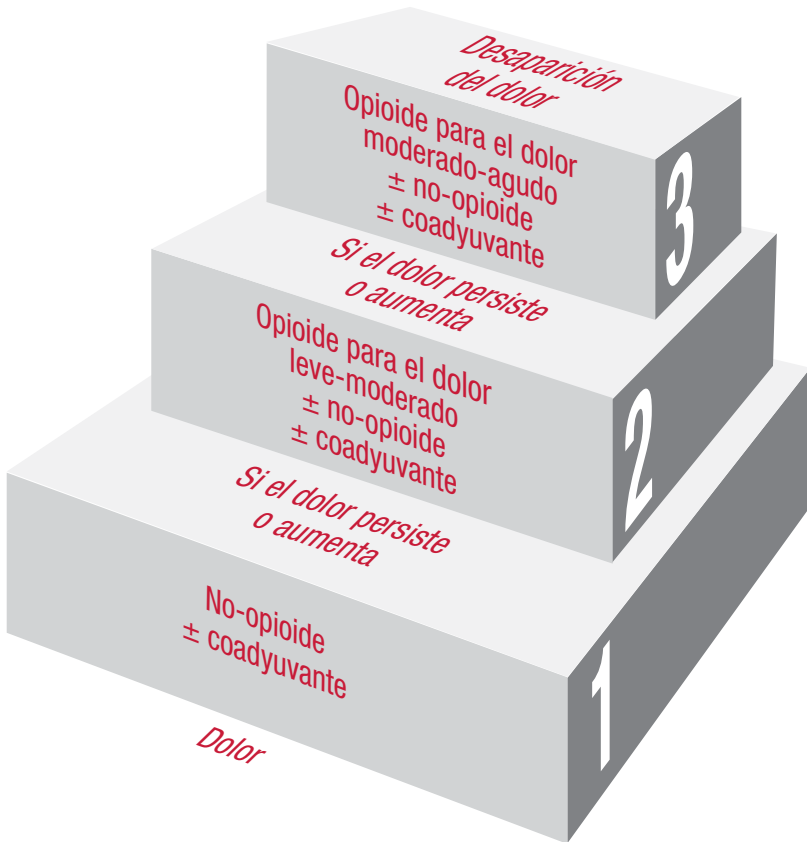 Desaparición
del dolor
Opioide para el dolor
moderado-agudo
± no-opioide
± coadyuvante
3
Si el dolor persiste
o aumenta
Opioide para el dolor
leve-moderado
± no-opioide
± coadyuvante
2
Si el dolor persiste
o aumenta
No-opioide
± coadyuvante
1
Dolor